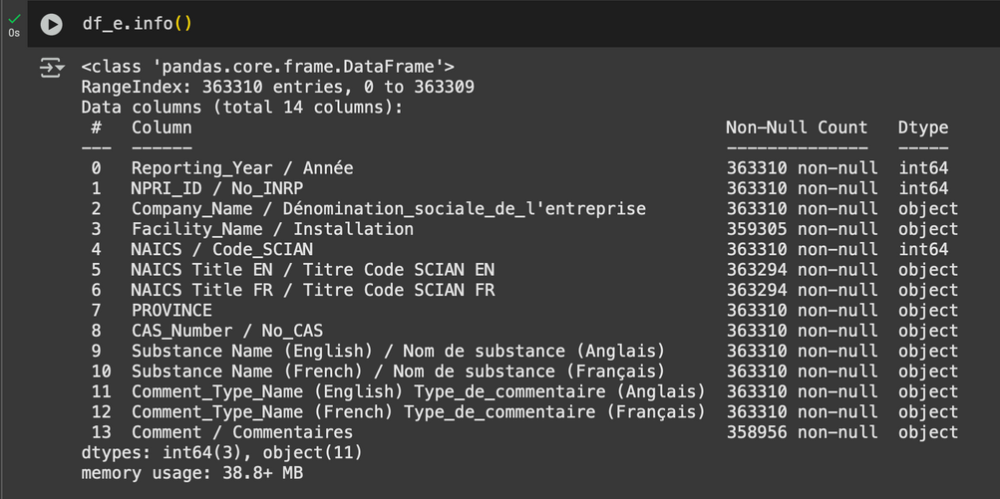 0s
df_e.info()
<class 'pandas.core.frame.DataFrame'>
RangeIndex: 363310 entries, 0 to 363309
Data columns (total 14 columns):
 #   Column                                                    Non-Null Count   Dtype
---  ------                                                    --------------   -----
 0   Reporting_Year / Année                                    363310 non-null  int64
 1   NPRI_ID / No_INRP                                         363310 non-null  int64
 2   Company_Name / Dénomination_sociale_de_l'entreprise       363310 non-null  object
 3   Facility_Name / Installation                              359305 non-null  object
 4   NAICS / Code_SCIAN                                        363310 non-null  int64
 5   NAICS Title EN / Titre Code SCIAN EN                      363294 non-null  object
 6   NAICS Title FR / Titre Code SCIAN FR                      363294 non-null  object
 7   PROVINCE                                                  363310 non-null  object
 8   CAS_Number / No_CAS                                       363310 non-null  object
 9   Substance Name (English) / Nom de substance (Anglais)     363310 non-null  object
 10  Substance Name (French) / Nom de substance (Français)     363310 non-null  object
 11  Comment_Type_Name (English) Type_de_commentaire (Anglais) 363310 non-null  object
 12  Comment_Type_Name (French) Type_de_commentaire (Français) 363310 non-null  object
 13  Comment / Commentaires                                    358956 non-null  object
dtypes: int64(3), object(11)
memory usage: 38.8+ MB